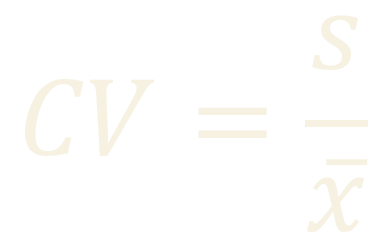 CV = s / x̄